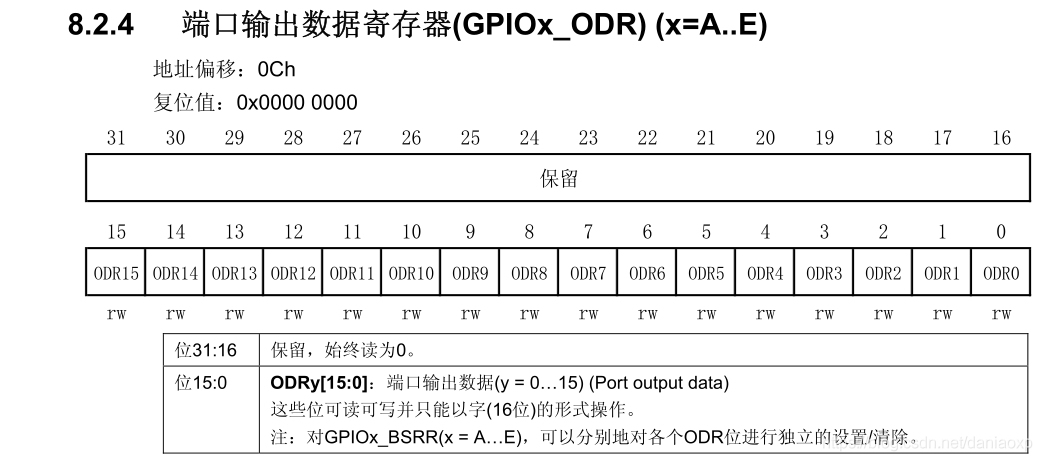 8.2.4 端口输出数据寄存器(GPIOx_ODR) (x=A..E)
地址偏移：0Ch
复位值：0x0000 0000
31 30 29 28 27 26 25 24 23 22 21 20 19 18 17 16
保留
15 14 13 12 11 10 9 8 7 6 5 4 3 2 1 0
ODR15 ODR14 ODR13 ODR12 ODR11 ODR10 ODR9 ODR8 ODR7 ODR6 ODR5 ODR4 ODR3 ODR2 ODR1 ODR0
rw rw rw rw rw rw rw rw rw rw rw rw rw rw rw rw
位31:16 保留，始终读为0。
位15:0 ODRy[15:0]：端口输出数据(y = 0…15) (Port output data)
这些位可读可写并只能以字(16位)的形式操作。
注：对GPIOx_BSRR(x = A…E)，可以分别地对各个ODR位进行独立的设置/清除。